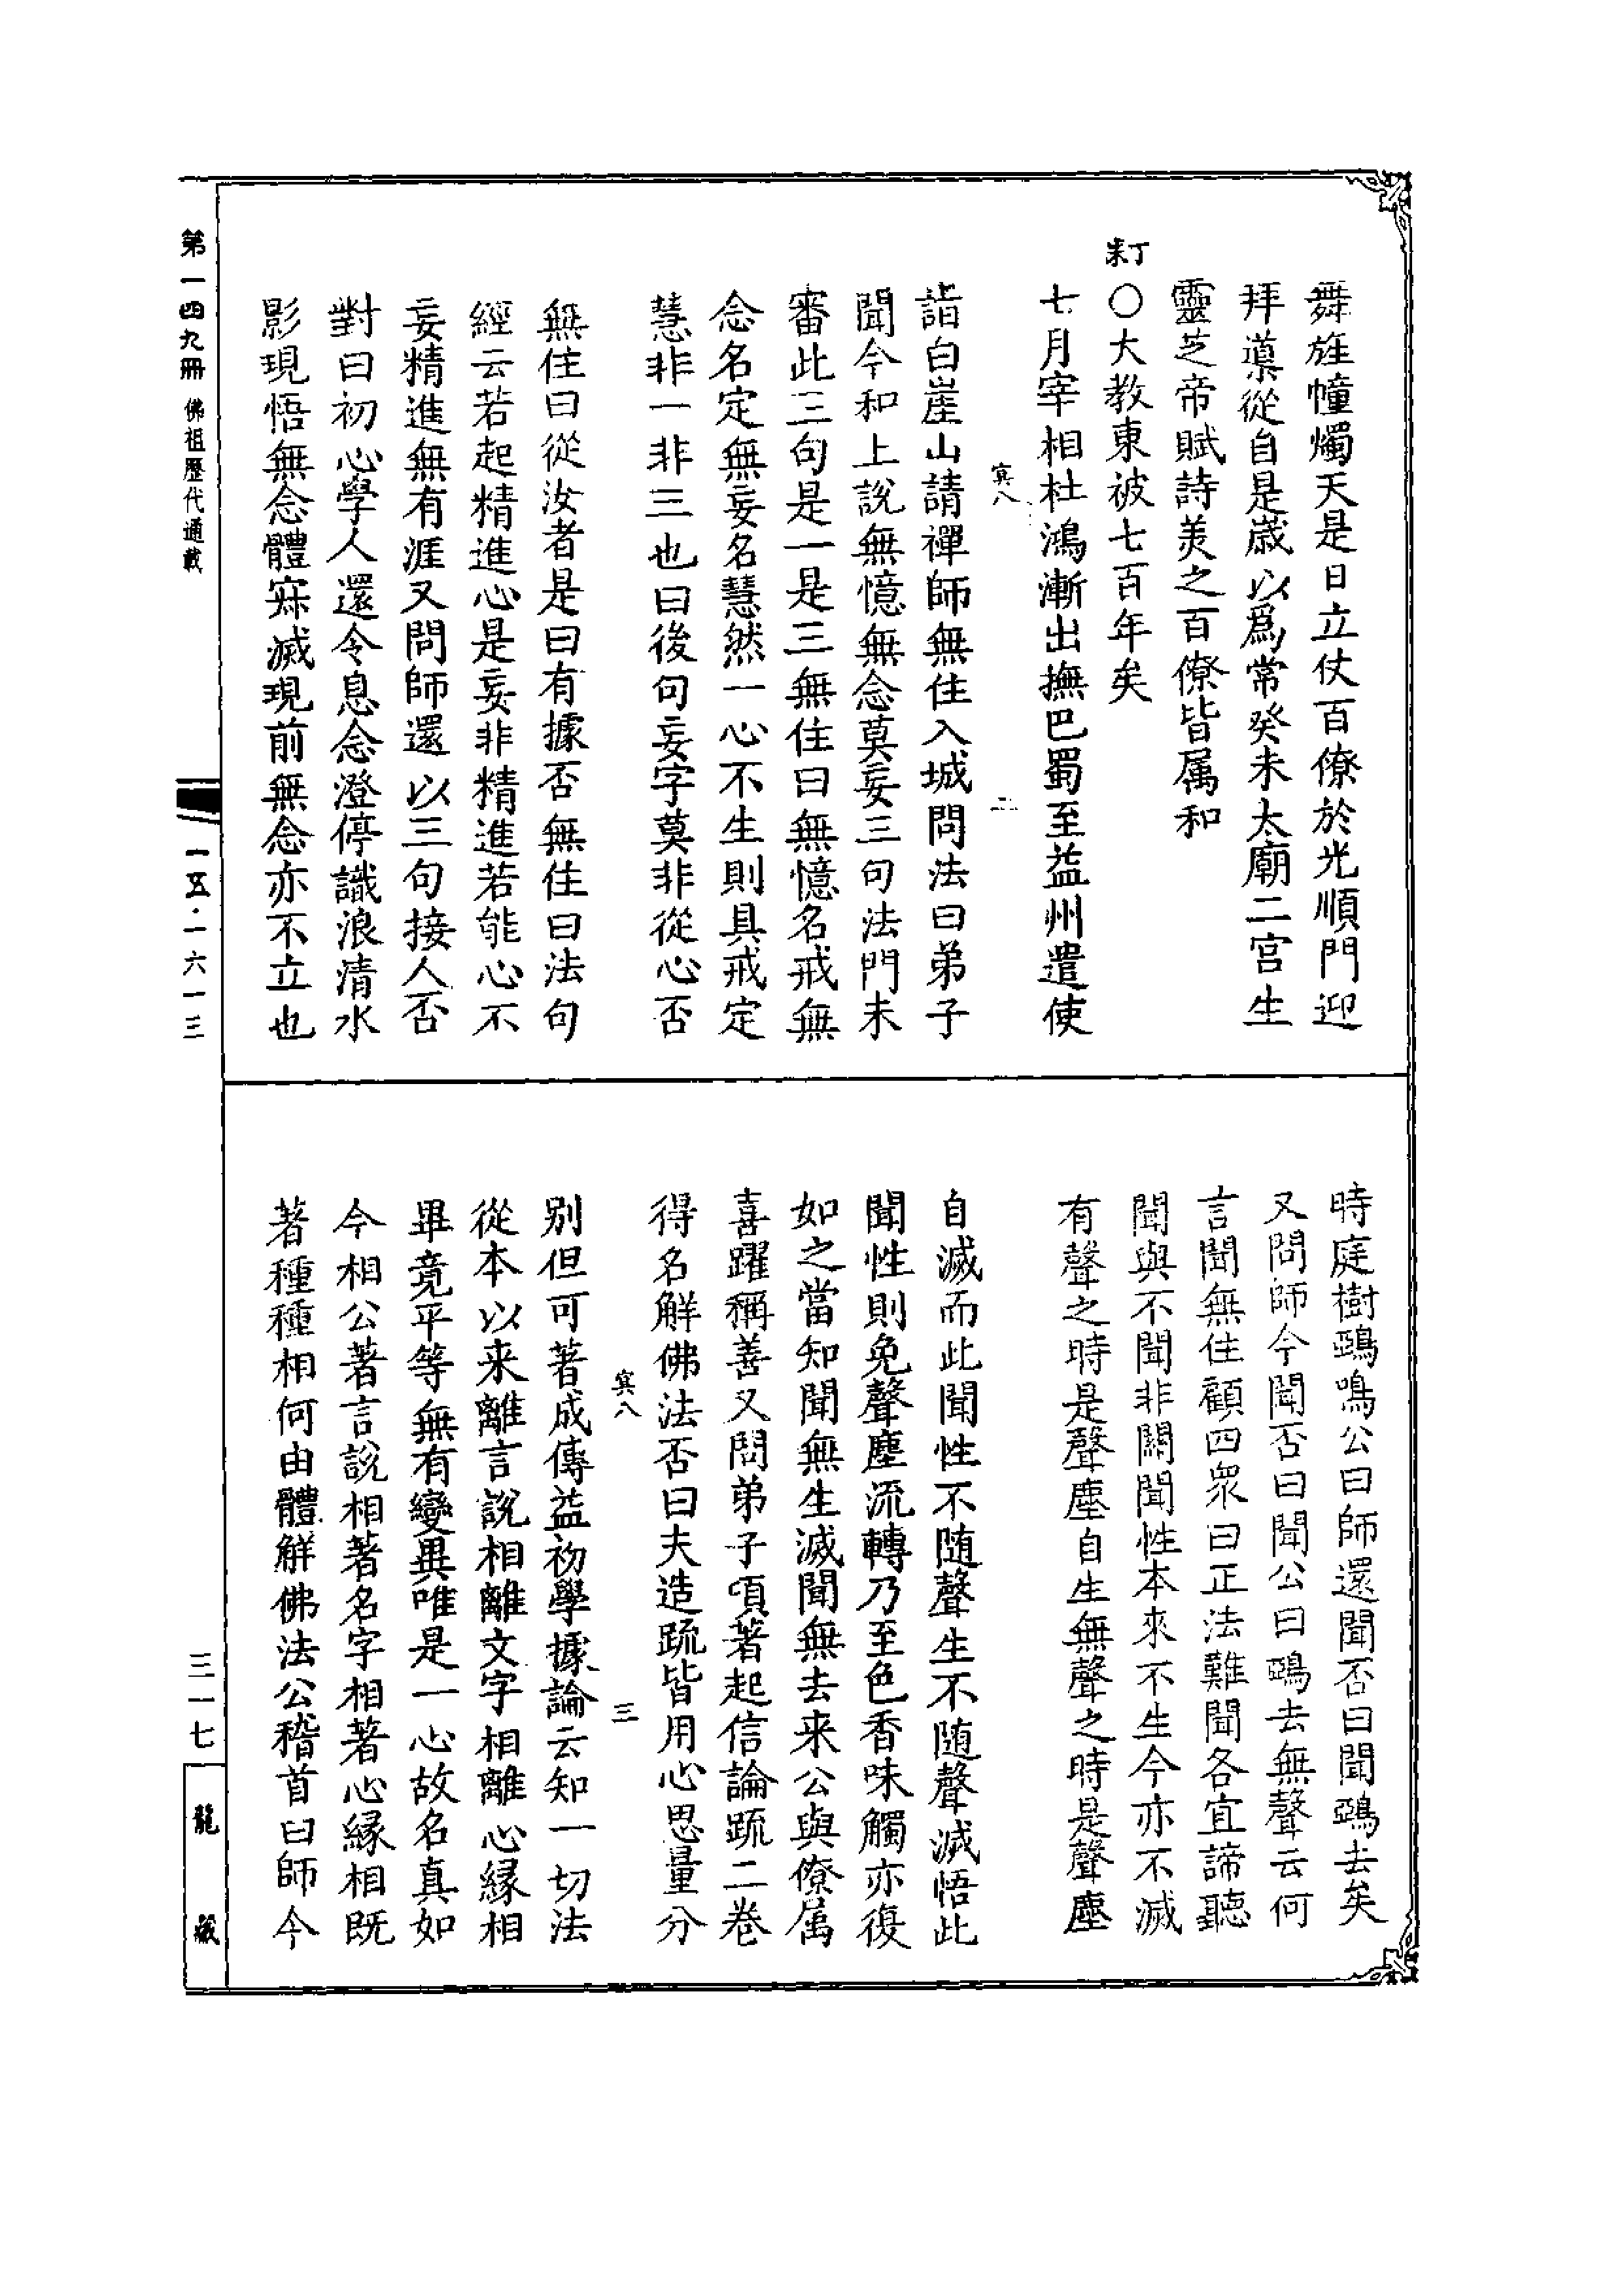 舞旌幢燭天是日立仗百僚於光順門迎
拜導從自是歲以爲常癸未太廟二宫生
靈芝帝賦詩美之百僚皆属和
丁未
〇大教東被七百年矣
七月宰相杜鴻漸出撫巴蜀至益州遣使
寘八
二
詣白崖山請禪師無住入城問法曰弟子
聞今和上說無憶無念莫妄三句法門未
審此三句是一是三無住曰無憶名戒無
念名定無妄名慧然一心不生則具戒定
慧非一非三也曰後句妄字莫非從心否
無住曰從汝者是曰有據否無住曰法句
經云若起精進心是妄非精進若能心不
妄精進無有涯又問師還以三句接人否
對曰初心學人還令息念澄停識浪清水
影現悟無念體寂滅現前無念亦不立也
時庭樹鵶鳴公曰師還聞否曰聞鵶去矣
又問師今聞否曰聞公曰鵶去無聲云何
言聞無住顧四衆曰正法難聞各宜諦聽
聞與不聞非關聞性本來不生今亦不滅
有聲之時是聲塵自生無聲之時是聲塵
自滅而此聞性不隨聲生不隨聲滅悟此
聞性則免聲塵流轉乃至色香味觸亦復
如之當知聞無生滅聞無去来公與僚属
喜躍稱善又問弟子頃著起信論疏二卷
得名解佛法否曰夫造疏皆用心思量分
寘八
三
别但可著成傳益初學據論云知一切法
從本以来離言說相離文字相離心緣相
畢竟平等無有變異唯是一心故名真如
今相公著言說相著名字相著心緣相既
著種種相何由體解佛法公稽首曰師今
第一四九冊 佛祖歷代通載
一五·一六一三
三一七
龍藏